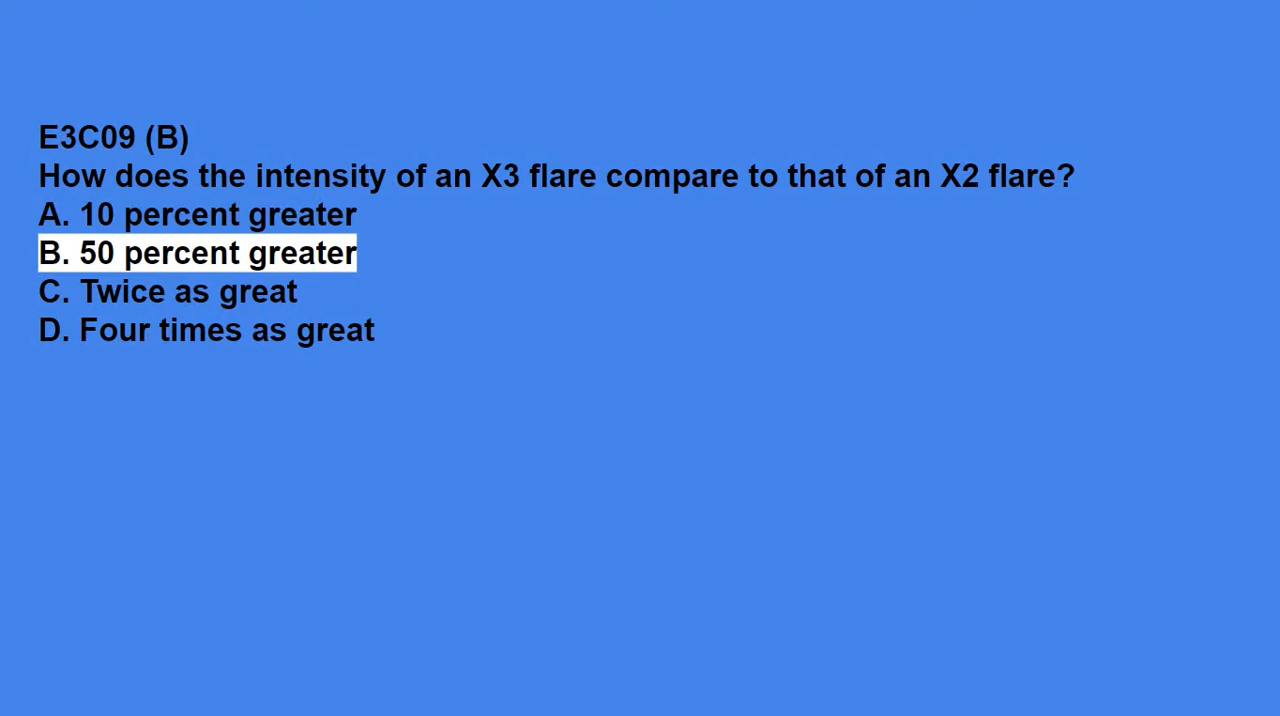 E3C09 (B)
How does the intensity of an X3 flare compare to that of an X2 flare?
A. 10 percent greater
B. 50 percent greater
C. Twice as great
D. Four times as great